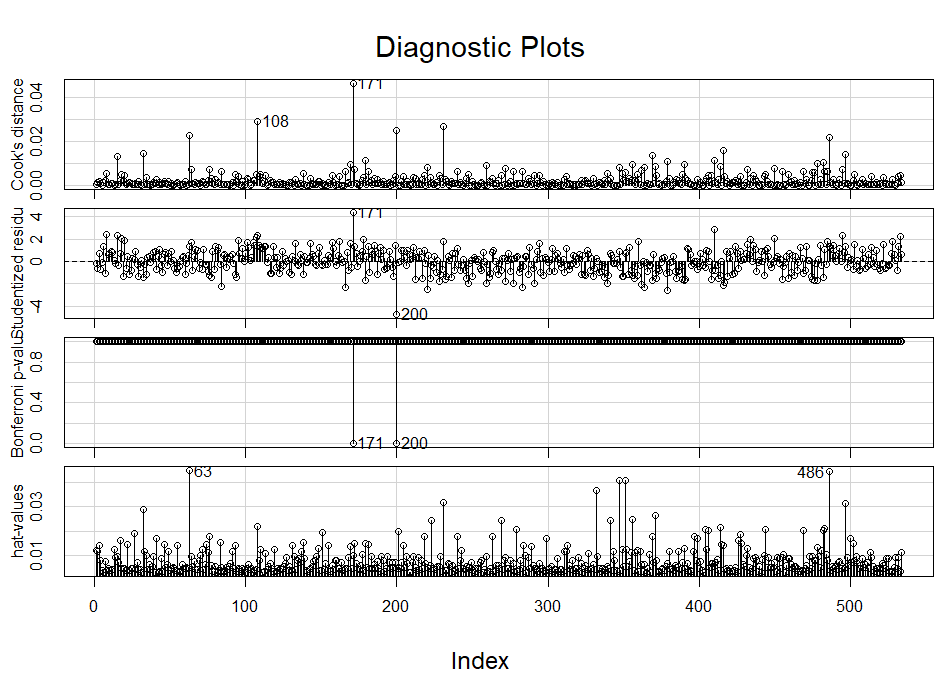 Diagnostic Plots
Cook's distance
0.00 0.02 0.04
108
171
Studentized residu
-4 0 2 4
171
200
Bonferroni p-valu
0.0 0.4 0.8
171
200
hat-values
0.01 0.03
63
486
0 100 200 300 400 500
Index